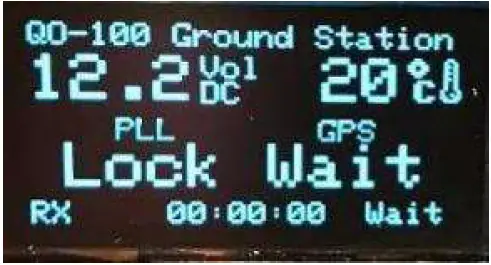 QO-100 Ground Station
12.2 Vol DC 20°C
PLL GPS
Lock Wait
RX 00:00:00 Wait